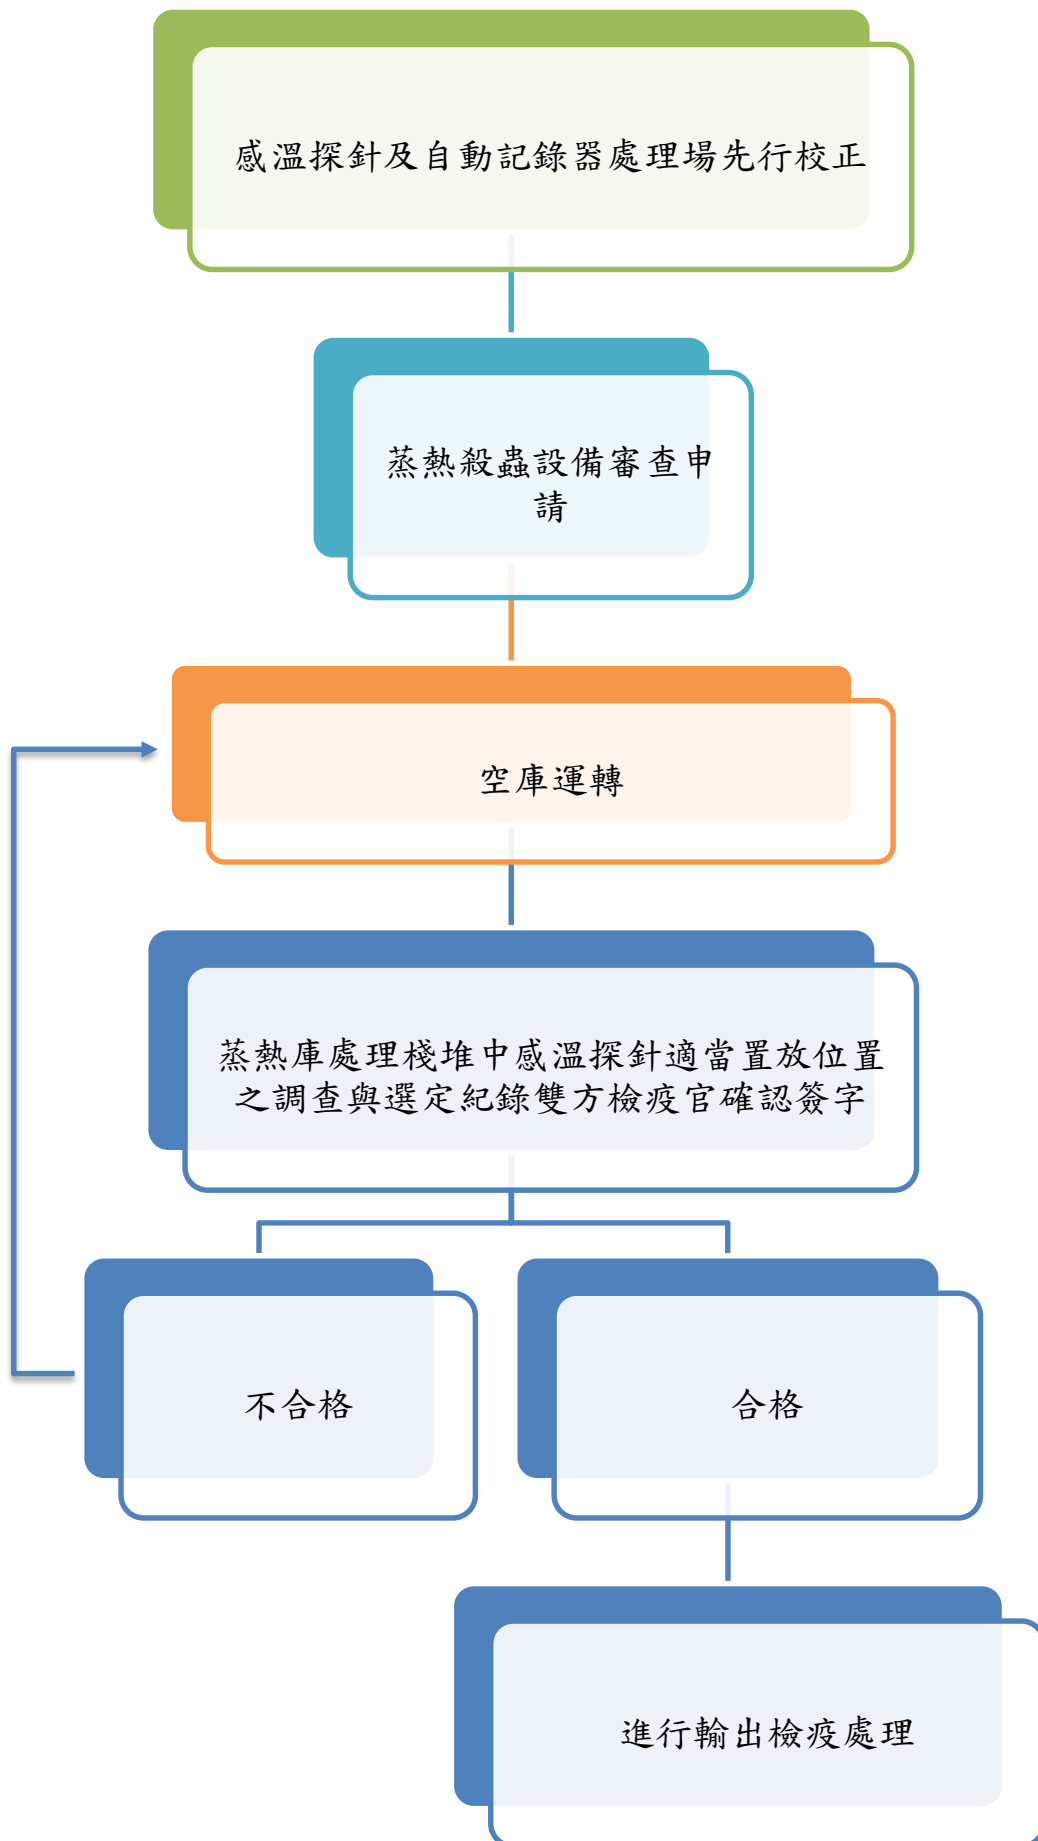 感溫探針及自動記錄器處理場先行校正
蒸熱殺蟲設備審查申
請
空庫運轉
蒸熱庫處理棧堆中感溫探針適當置放位置
之調查與選定紀錄雙方檢疫官確認簽字
不合格
合格
進行輸出檢疫處理